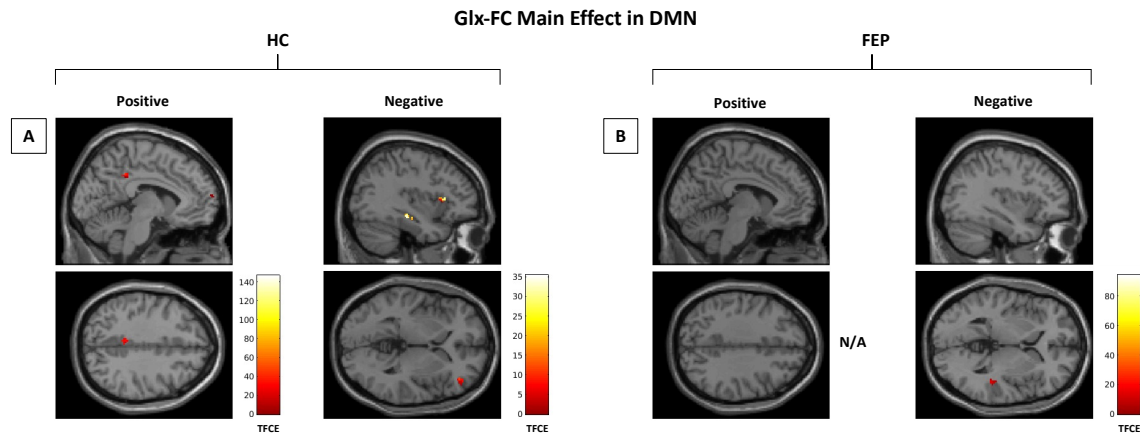 Glx-FC Main Effect in DMN
HC
FEP
Positive
Negative
Positive
Negative
A
B
140
120
100
80
60
40
20
0
TFCE
35
30
25
20
15
10
5
0
TFCE
N/A
80
60
40
20
0
TFCE